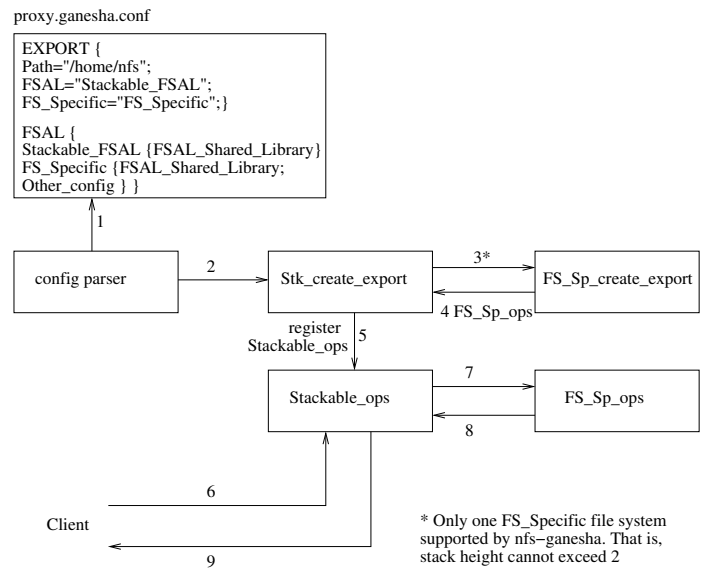 proxy.ganesha.conf
EXPORT {
Path="/home/nfs";
FSAL="Stackable_FSAL";
FS_Specific="FS_Specific";}
FSAL {
Stackable_FSAL {FSAL_Shared_Library}
FS_Specific {FSAL_Shared_Library;
Other_config } }
1
config parser
2
Stk_create_export
3*
FS_Sp_create_export
4 FS_Sp_ops
register
Stackable_ops
5
Stackable_ops
7
FS_Sp_ops
8
6
Client
9
* Only one FS_Specific file system
supported by nfs−ganesha. That is,
stack height cannot exceed 2